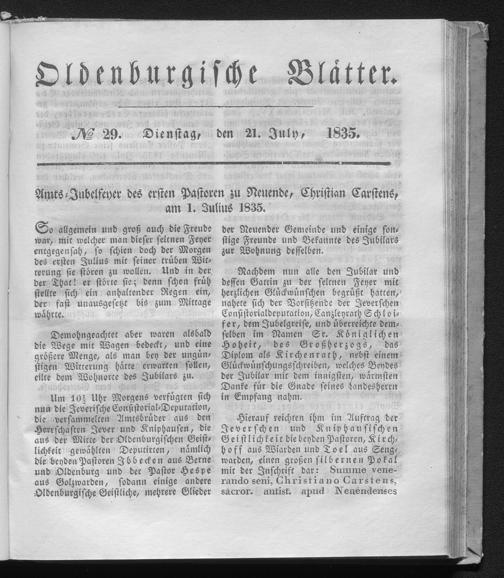 Oldenburgische Blätter.
№ 29. Dienstag, den 21. July, 1835.
Amts-Jubelfeyer des ersten Pastoren zu Neuende, Christian Carstens,
am 1. Julius 1835.
So allgemein und groß auch die Freude
war, mit welcher man dieser seltnen Feyer
entgegensah, so schien doch der Morgen
des ersten Julius mit seiner trüben Wit-
terung sie stören zu wollen. Und in der
der That! er störte sie; denn schon früh
stellte sich ein anhaltender Regen ein,
der fast unausgesetzt bis zum Mittage
währte.
Demohngeachtet aber waren alsbald
die Wege mit Wagen bedeckt, und eine
größere Menge, als man bey der ungün-
stigen Witterung hätte erwarten sollen,
eilte dem Wohnorte des Jubilars zu.
Um 10½ Uhr Morgens verfügten sich
nun die Jeversche Consistorial-Deputation,
die versammelten Amtsbrüder aus den
Herrschaften Jever und Kniphausen, die
aus der Mitte der Oldenburgischen Geist-
lichkeit gewählten Deputirten, nämlich
die beyden Pastoren Ibbecken aus Berne
und Oldenburg und der Pastor Hespe
aus Golzwarden, sodann einige andere
Oldenburgische Geistliche, mehrere Glieder
der Neuender Gemeinde und einige son-
stige Freunde und Bekannte des Jubilars
zur Wohnung desselben.
Nachdem nun alle den Jubilar und
dessen Gattin zu der seltnen Feyer mit
herzlichen Glückwünschen begrüßt hatten,
nahete sich der Vorsitzende der Jeverschen
Consistorialdeputation, Canzleyrath Schloi-
fer, dem Jubelgreise, und überreichte dem-
selben im Namen Sr. Königlichen
Hoheit, des Großherzogs, das
Diplom als Kirchenrath, nebst einem
Glückwünschungsschreiben, welches Beydes
der Jubilar mit dem innigsten, wärmsten
Danke für die Gnade seines Landesherrn
in Empfang nahm.
Hierauf reichten ihm im Auftrag der
Jeverschen und Kniphausischen
Geistlichkeit die beyden Pastoren, Kirch-
hoff aus Wiarden und Toel aus Seng-
warden, einen großen silbernen Pokal
mit der Inschrift dar: Summe vene-
rando seni, Christiano Carstens,
sacror. antist. apud Neuendenses